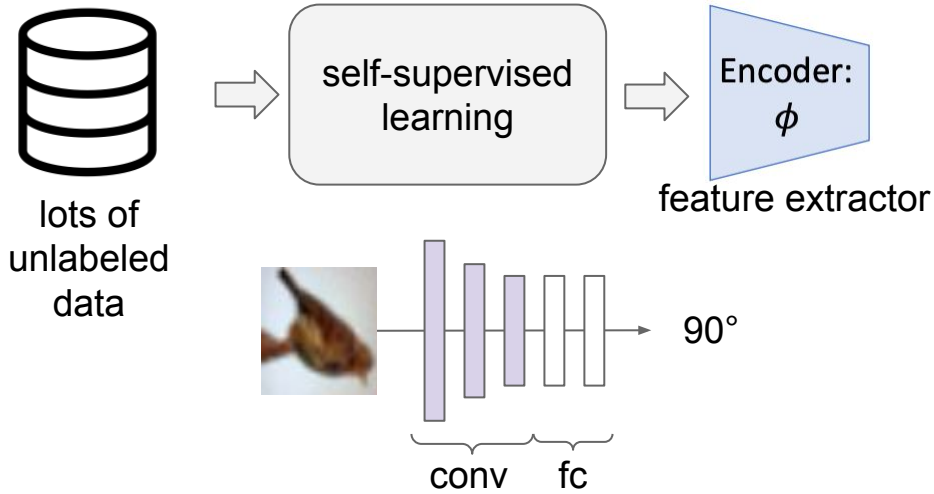 self-supervised
learning
Encoder:
ϕ
lots of
unlabeled
data
feature extractor
90°
conv
fc